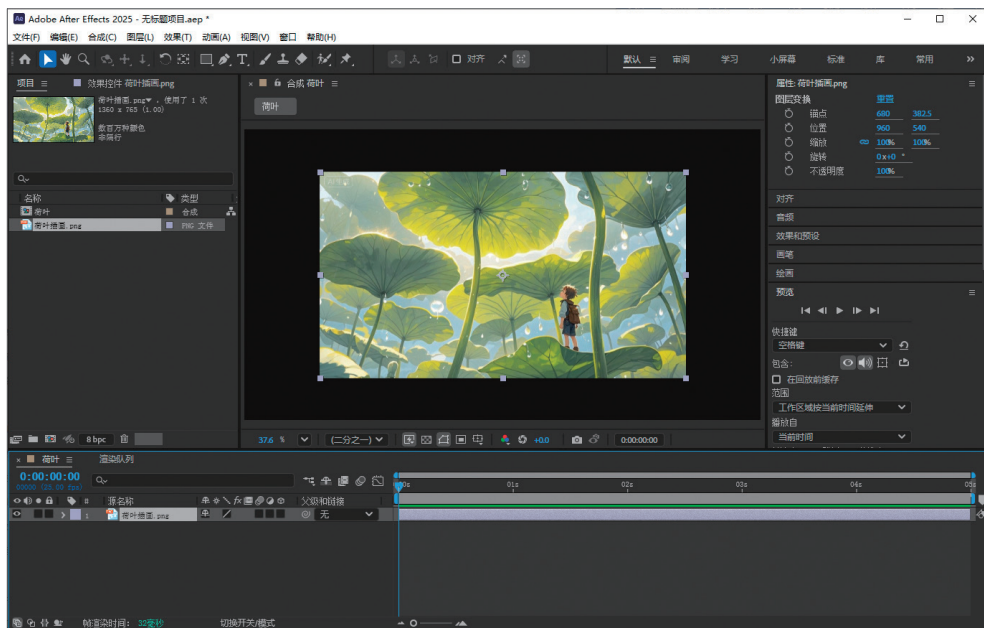 Adobe After Effects 2025 - 无标题项目.aep *
文件(F) 编辑(E) 合成(C) 图层(L) 效果(T) 动画(A) 视图(V) 窗口 帮助(H)
对齐 默认 审阅 学习 小屏幕 标准 库 常用
项目 效果控件 荷叶插画.png
荷叶插画.png , 使用了 1 次
1360 x 765 (1.00)
数百万种颜色
非隔行
名称 类型
荷叶 合成
荷叶插画.png PNG 文件
8 bpc
合成 荷叶
荷叶
37.6 % (二分之一) +0.0 0:00:00:00
属性: 荷叶插画.png
图层变换 重置
锚点 680 382.5
位置 960 540
缩放 100% 100%
旋转 0x+0 °
不透明度 100%
对齐
音频
效果和预设
画笔
绘画
预览
快捷键
空格键
包含:
在回放前缓存
范围
工作区域按当前时间延伸
播放自
当前时间
荷叶 渲染队列
0:00:00:00
00000 (25.00 fps)
:00s 01s 02s 03s 04s 05s
# 源名称 父级和链接
1 荷叶插画.png 无
帧渲染时间: 32毫秒 切换开关/模式